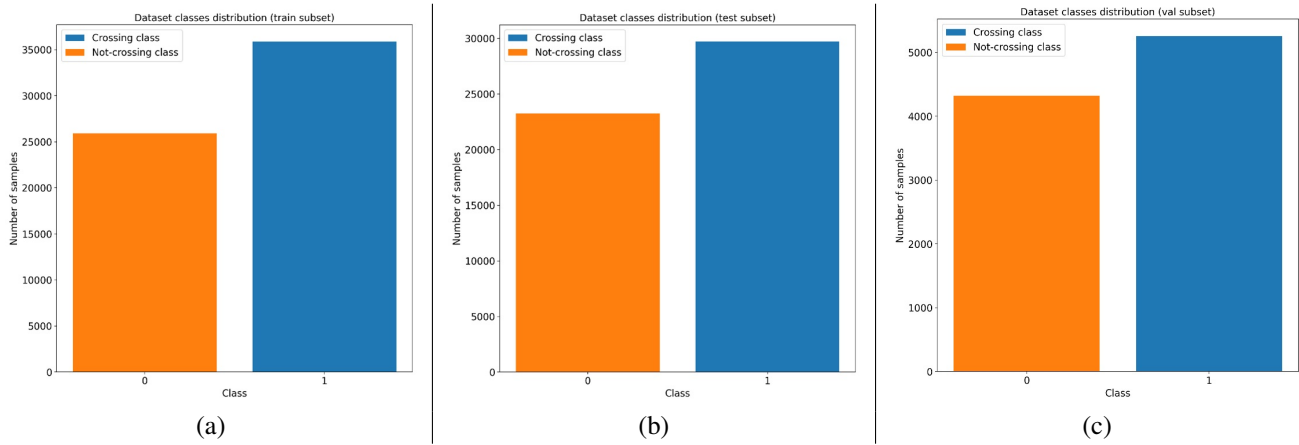 Dataset classes distribution (train subset)
Crossing class
Not-crossing class
35000
30000
25000
20000
15000
10000
5000
0
Number of samples
0 1
Class
(a)
Dataset classes distribution (test subset)
Crossing class
Not-crossing class
30000
25000
20000
15000
10000
5000
0
Number of samples
0 1
Class
(b)
Dataset classes distribution (val subset)
Crossing class
Not-crossing class
5000
4000
5000
2000
1000
0
Number of samples
0 1
Class
(c)